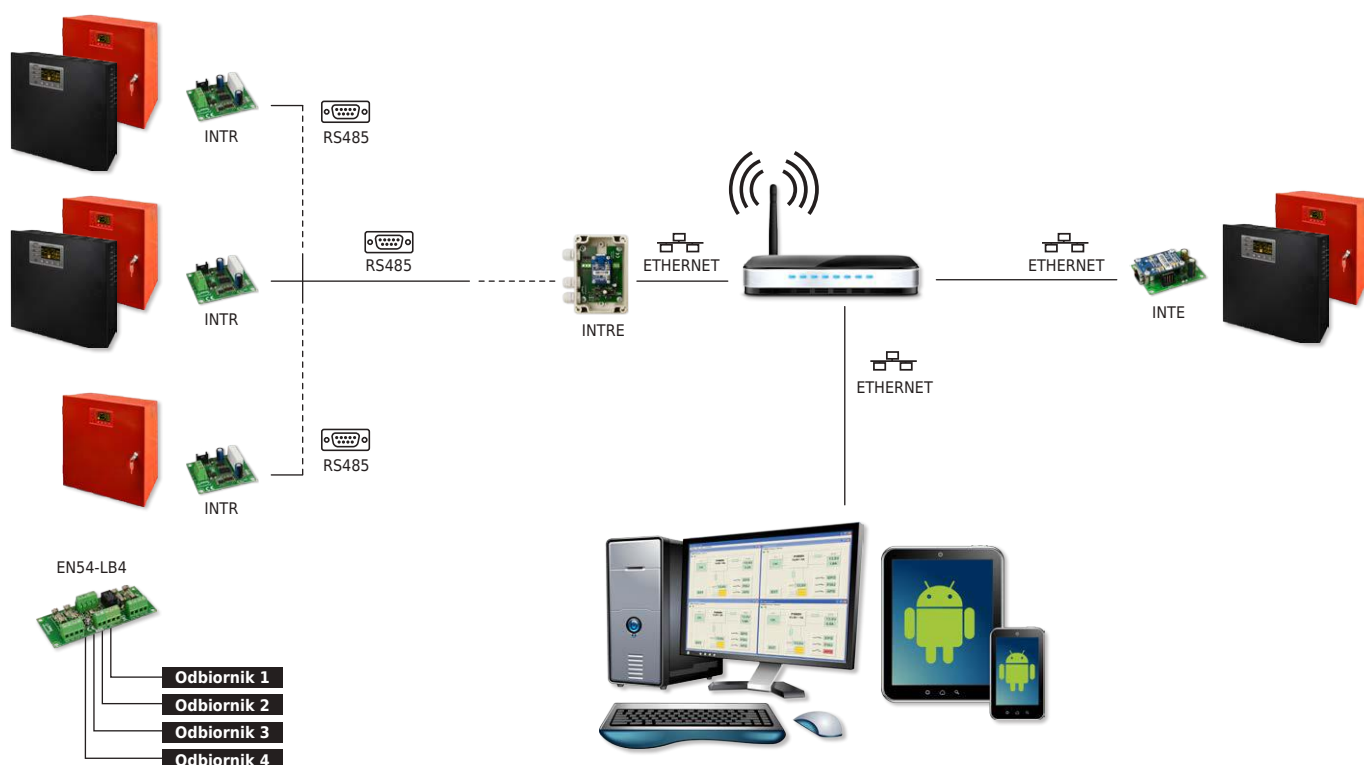 INTR
RS485
RS485
INTR
INTRE
ETHERNET
ETHERNET
INTE
ETHERNET
RS485
INTR
EN54-LB4
Odbiornik 1
Odbiornik 2
Odbiornik 3
Odbiornik 4